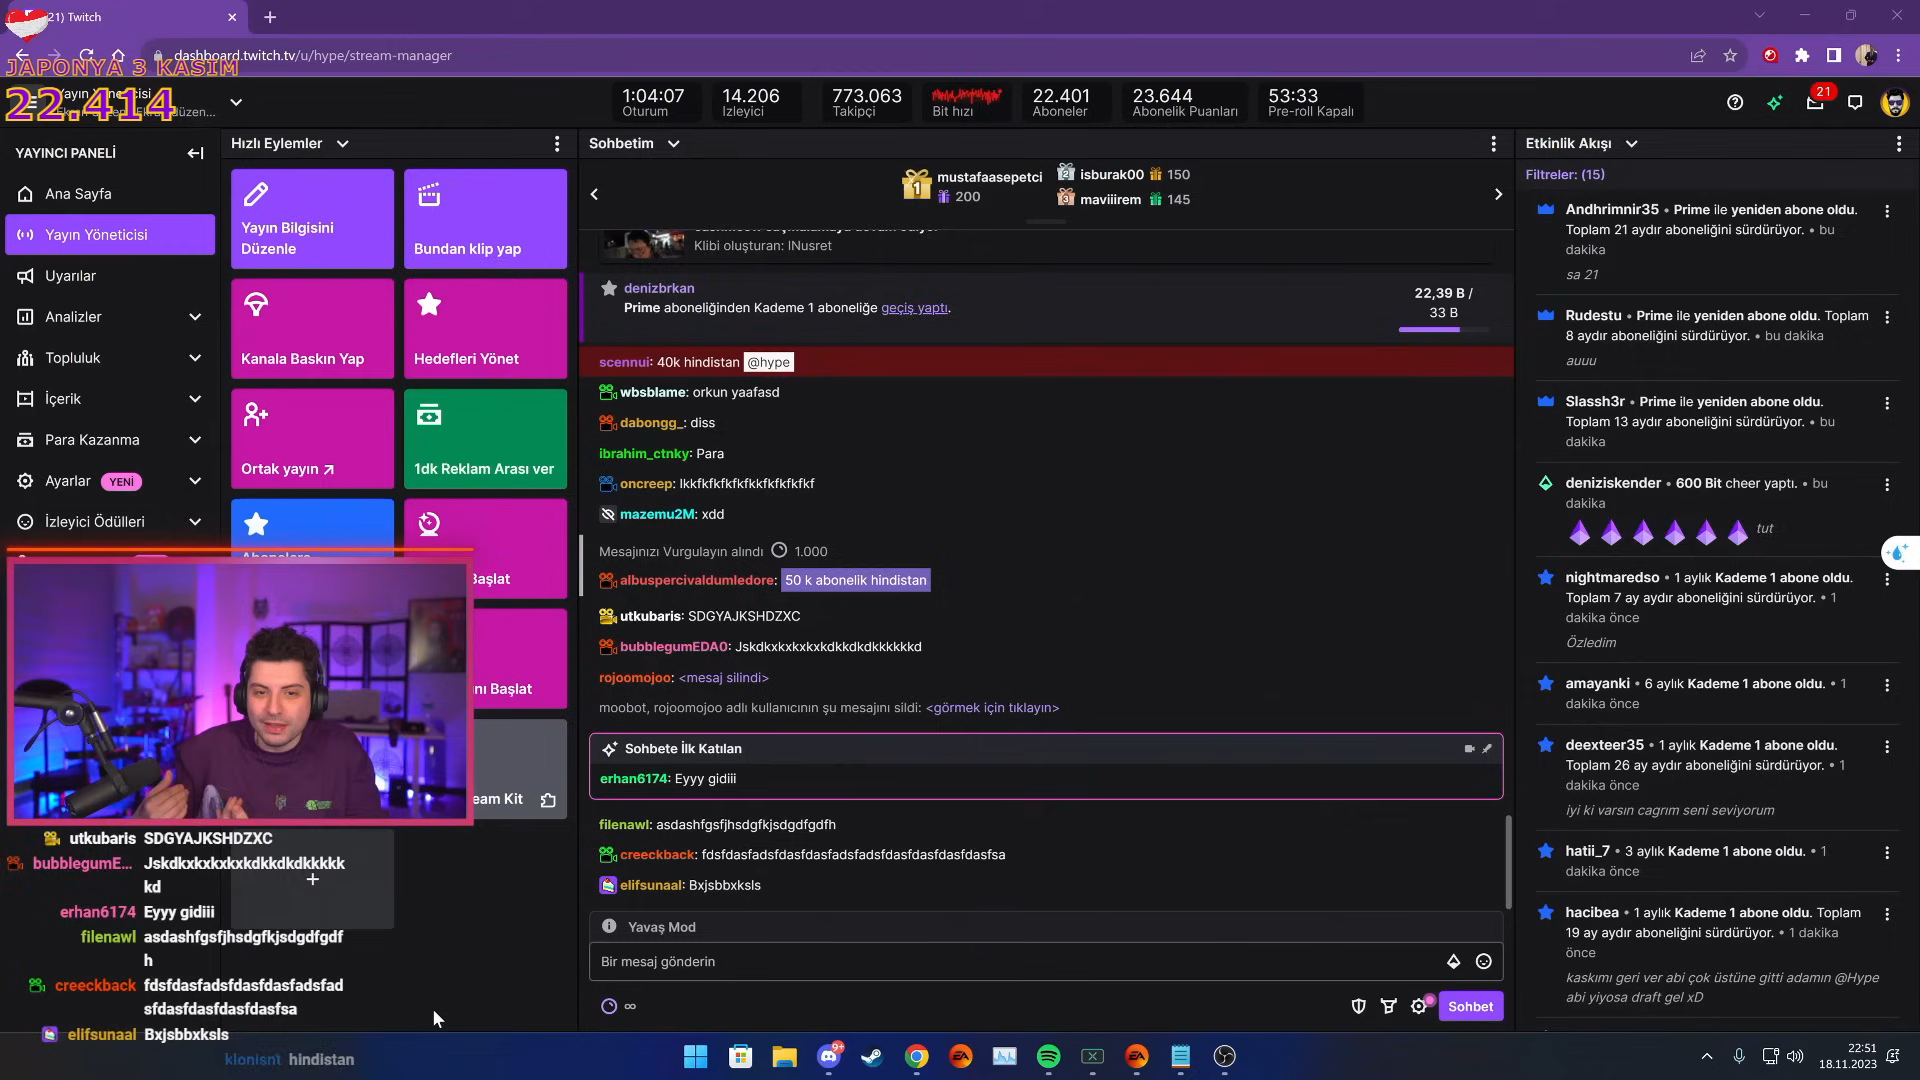 21) Twitch
dashboard.twitch.tv/u/hype/stream-manager
JAPONYA 3 KASIM
22.414
1:04:07
Oturum
14.206
İzleyici
773.063
Takipçi
Bit hızı
22.401
Aboneler
23.644
Abonelik Puanları
53:33
Pre-roll Kapalı
21
YAYINCI PANELİ
Ana Sayfa
Yayın Yöneticisi
Uyarılar
Analizler
Topluluk
İçerik
Para Kazanma
Ayarlar YENİ
İzleyici Ödülleri
Hızlı Eylemler
Yayın Bilgisini
Düzenle
Bundan klip yap
Kanala Baskın Yap
Hedefleri Yönet
Ortak yayın
1dk Reklam Arası ver
Sohbetim
1 mustafaasepetci
200
2 isburak00 150
3 maviiirem 145
Klibi oluşturan: INusret
denizbrkan
Prime aboneliğinden Kademe 1 aboneliğe geçiş yaptı.
22,39 B /
33 B
scennui: 40k hindistan @hype
wbsblame: orkun yaafasd
dabongg_: diss
ibrahim_ctnky: Para
oncreep: lkkfkfkfkfkkfkfkfkf
mazemu2M: xdd
Mesajınızı Vurgulayın alındı 1.000
albuspercivaldumledore: 50 k abonelik hindistan
utkubaris: SDGYAJKSHDZXC
bubblegumEDA0: Jskdkxkxkxkxkdkkdkdkkkkkd
rojoomojoo: <mesaj silindi>
moobot, rojoomojoo adlı kullanıcının şu mesajını sildi: <görmek için tıklayın>
Sohbete İlk Katılan
erhan6174: Eyyy gidiii
filenawl: asdashfgsfjhsdgfkjsdgdfgdfh
creeckback: fdsfdasfadsfdasfdasfadsfadsfdasfdasfdasfdasfsa
elifsunaal: Bxjsbbxksls
Yavaş Mod
Bir mesaj gönderin
Sohbet
Etkinlik Akışı
Filtreler: (15)
Andhrimnir35 • Prime ile yeniden abone oldu.
Toplam 21 aydır aboneliğini sürdürüyor. • bu
dakika
sa 21
Rudestu • Prime ile yeniden abone oldu. Toplam
8 aydır aboneliğini sürdürüyor. • bu dakika
auuu
Slassh3r • Prime ile yeniden abone oldu.
Toplam 13 aydır aboneliğini sürdürüyor. • bu
dakika
deniziskender • 600 Bit cheer yaptı. • bu
dakika
tut
nightmaredso • 1 aylık Kademe 1 abone oldu.
Toplam 7 ay aydır aboneliğini sürdürüyor. • 1
dakika önce
Özledim
amayanki • 6 aylık Kademe 1 abone oldu. • 1
dakika önce
deexteer35 • 1 aylık Kademe 1 abone oldu.
Toplam 26 ay aydır aboneliğini sürdürüyor. • 1
dakika önce
iyi ki varsın cagrım seni seviyorum
hatii_7 • 3 aylık Kademe 1 abone oldu. • 1
dakika önce
hacibea • 1 aylık Kademe 1 abone oldu. Toplam
19 ay aydır aboneliğini sürdürüyor. • 1 dakika
önce
kaskımı geri ver abi çok üstüne gitti adamın @Hype
abi yiyosa draft gel xD
utkubaris SDGYAJKSHDZXC
bubblegumE... Jskdkxkxkxkxkdkkdkdkkkkk
kd
erhan6174 Eyyy gidiii
filenawl asdashfgsfjhsdgfkjsdgdfgdf
h
creeckback fdsfdasfadsfdasfdasfadsfad
sfdasfdasfdasfdasfsa
elifsunaal Bxjsbbxksls
klonisnt hindistan
9+
22:51
18.11.2023